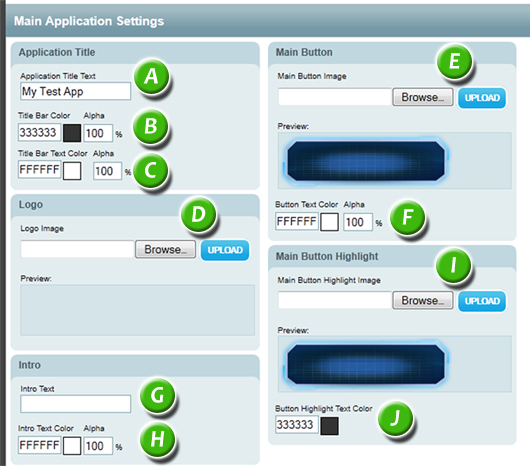 Main Application Settings
Application Title
Application Title Text
My Test App
A
Title Bar Color Alpha
333333 100 %
B
Title Bar Text Color Alpha
FFFFFF 100 %
C
Logo
D
Logo Image
Browse... UPLOAD
Preview:
Intro
Intro Text
G
Intro Text Color Alpha
FFFFFF 100 %
H
Main Button
E
Main Button Image
Browse... UPLOAD
Preview:
Button Text Color Alpha
FFFFFF 100 %
F
Main Button Highlight
I
Main Button Highlight Image
Browse... UPLOAD
Preview:
Button Highlight Text Color
333333
J